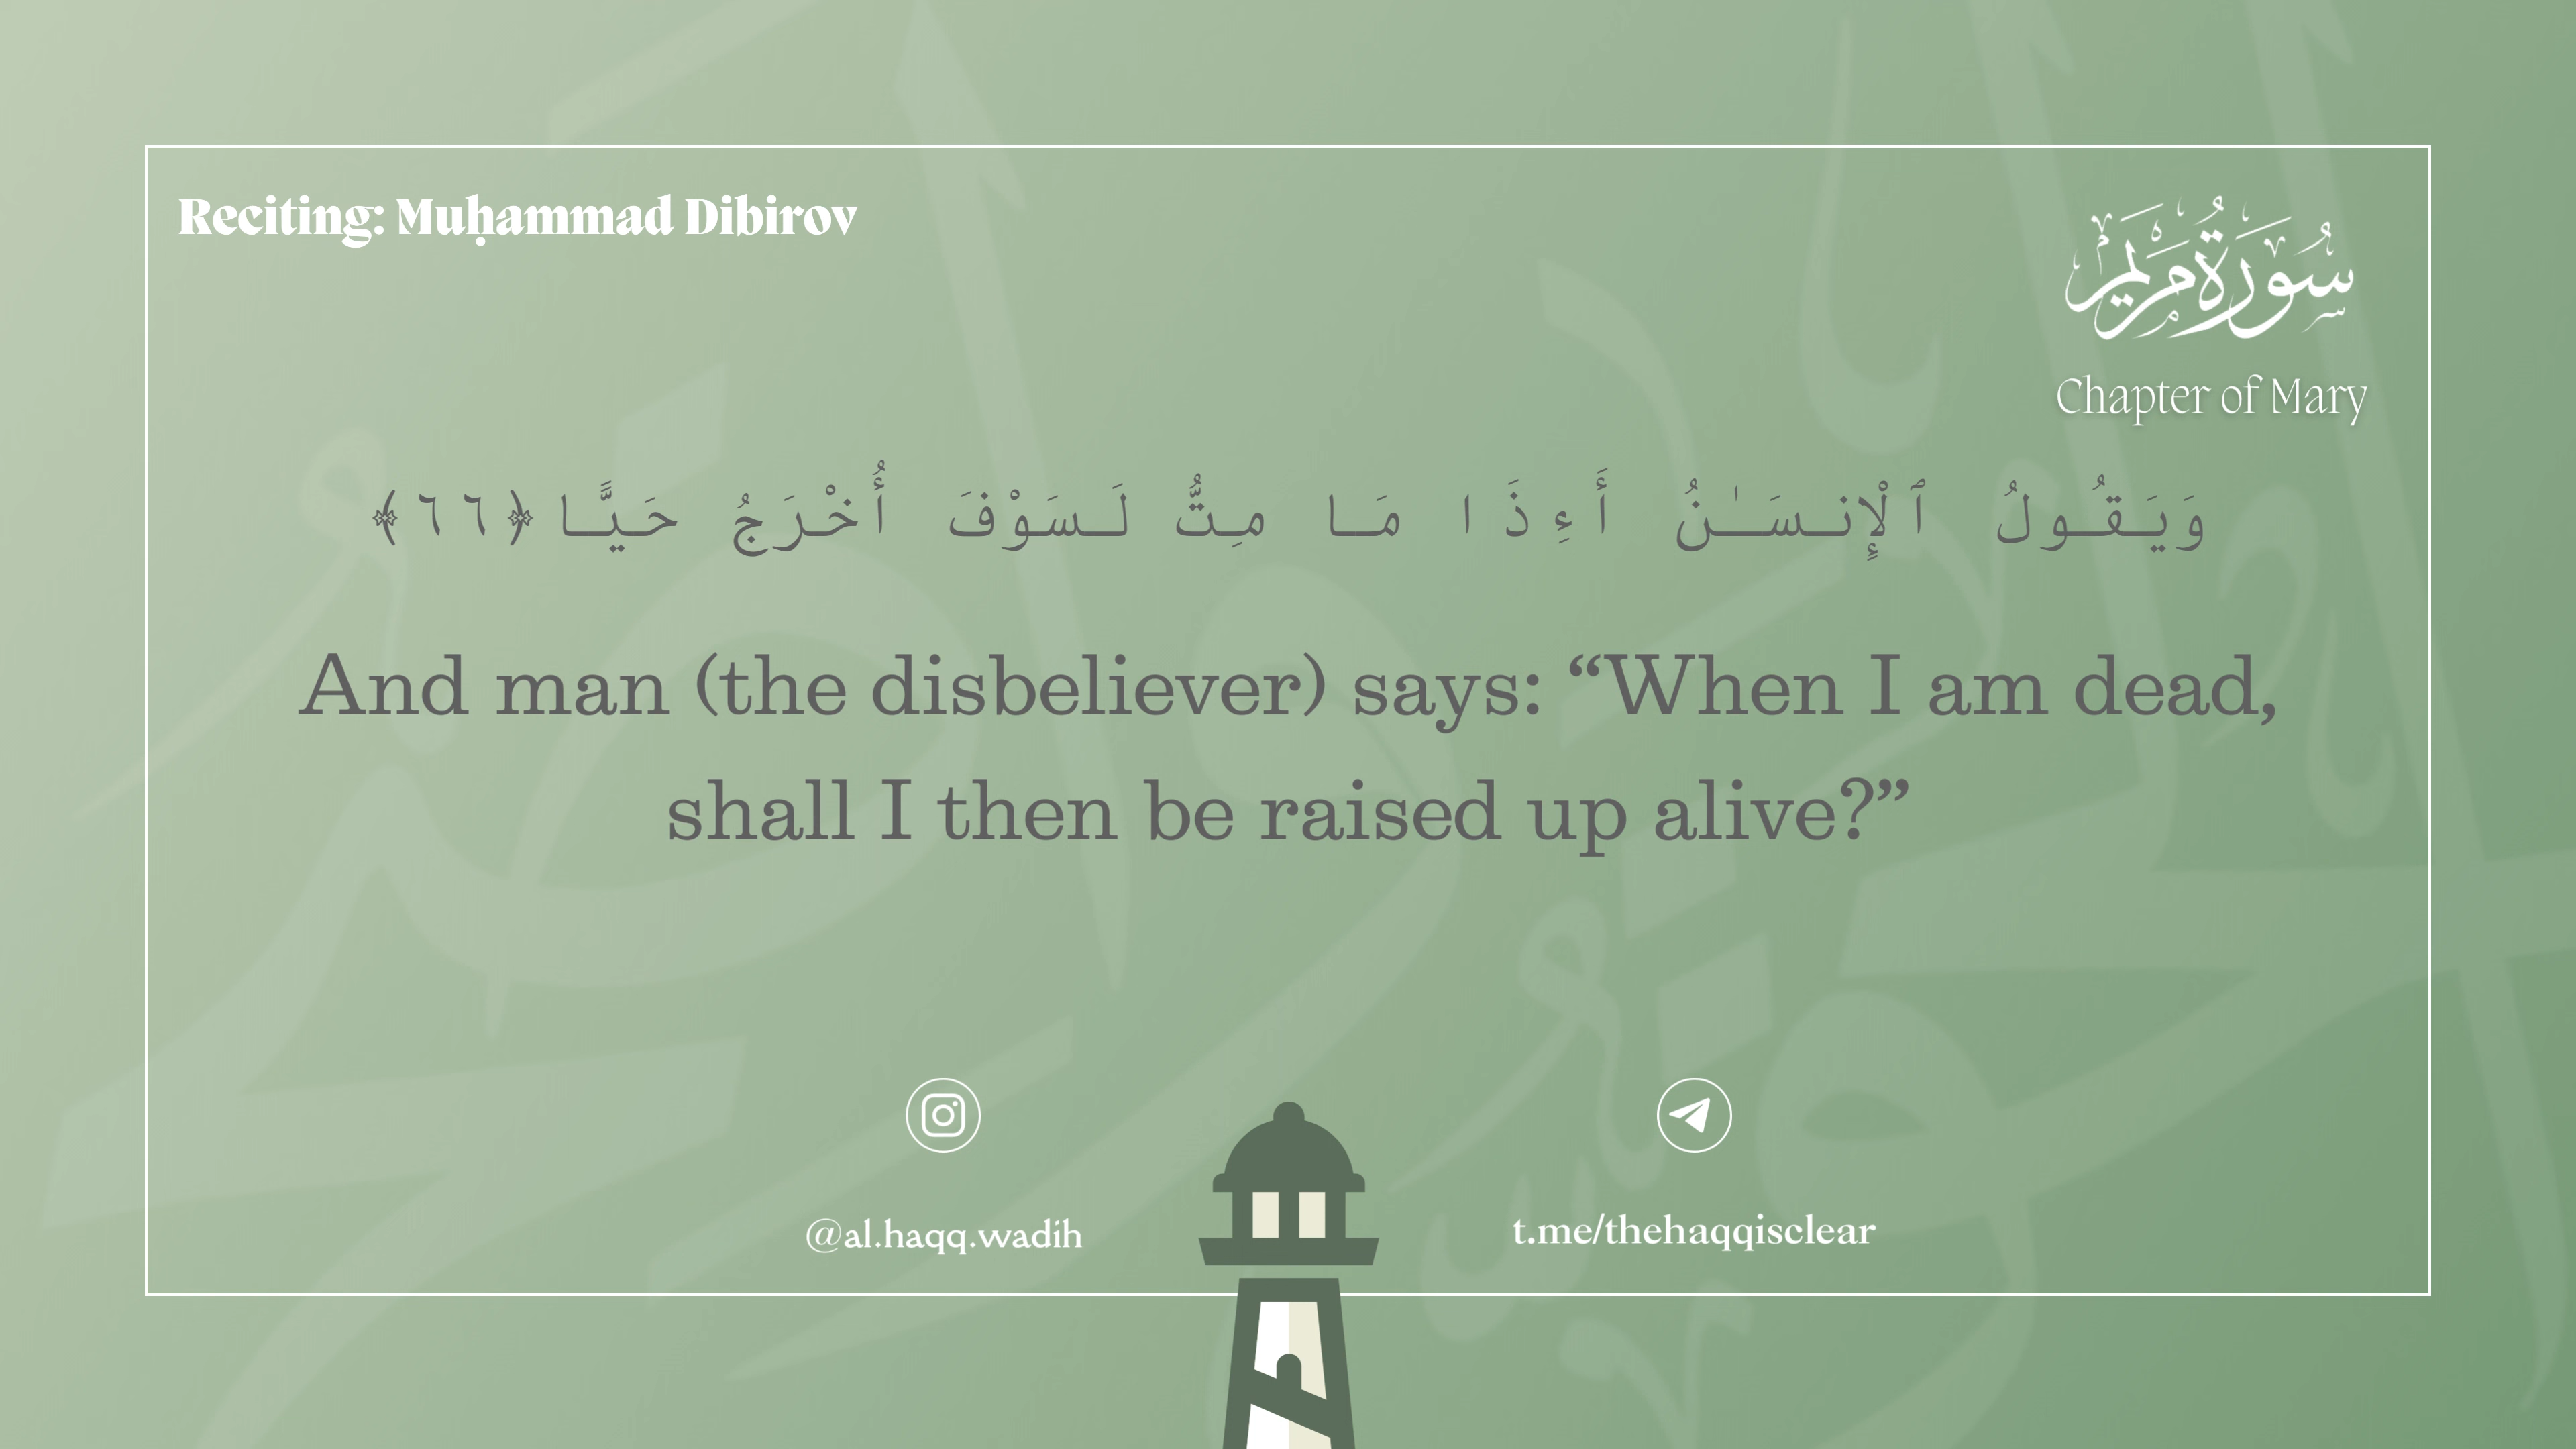 Reciting: Muḥammad Dibirov
سُورَةُ مَرْيَمَ
Chapter of Mary
وَيَقُولُ ٱلْإِنسَـٰنُ أَءِذَا مَا مِتُّ لَسَوْفَ أُخْرَجُ حَيًّا ﴿٦٦﴾
And man (the disbeliever) says: “When I am dead,
shall I then be raised up alive?”
@al.haqq.wadih
t.me/thehaqqisclear